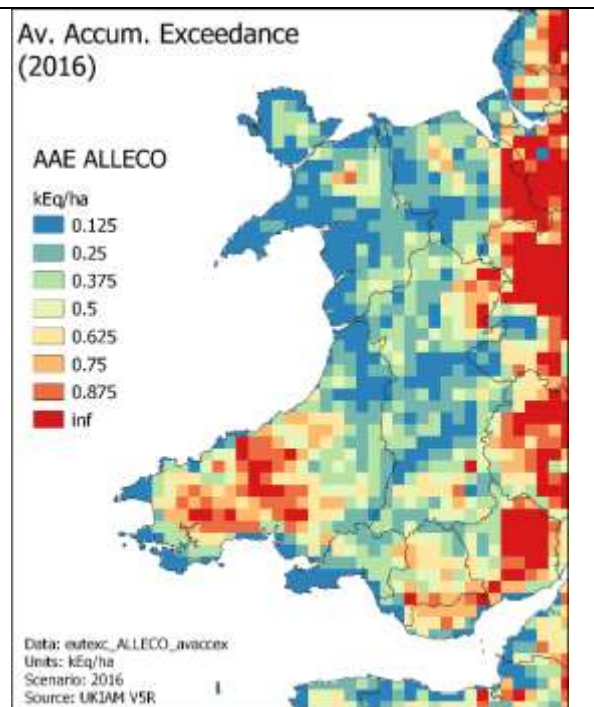 Av. Accum. Exceedance
(2016)
AAE ALLECO
kEq/ha
0.125
0.25
0.375
0.5
0.625
0.75
0.875
inf
Data: eutexc_ALLECO_avaccex
Units: kEq/ha
Scenario: 2016
Source: UKIAM V5R